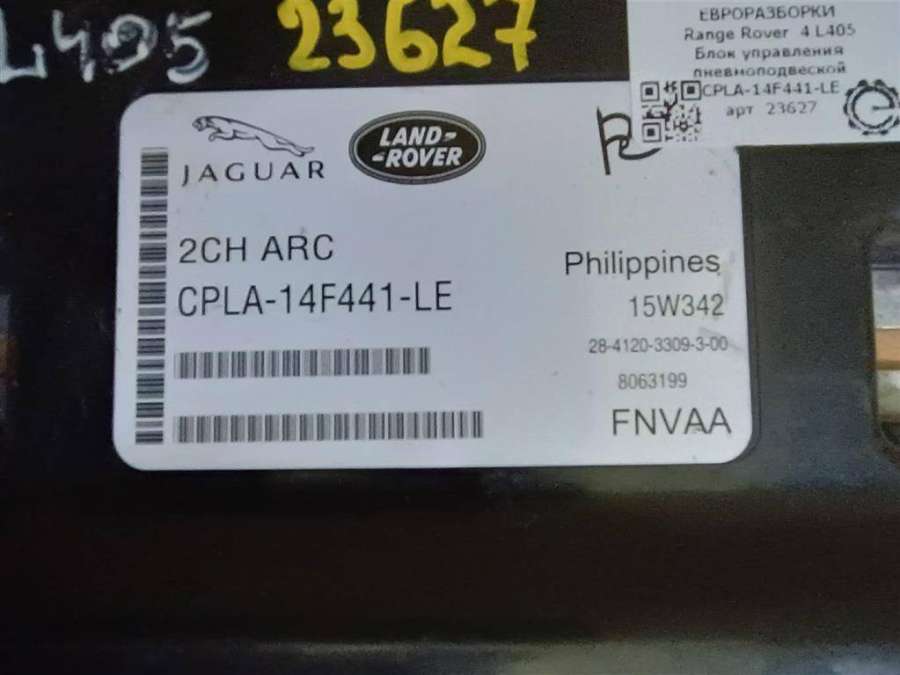 L405
23627
ЕВРОРАЗБОРКИ
Range Rover 4 L405
Блок управления
пневмоподвеской
CPLA-14F441-LE
арт 23627
JAGUAR
LAND-
-ROVER
R
2CH ARC
CPLA-14F441-LE
Philippines
15W342
28-4120-3309-3-00
8063199
FNVAA